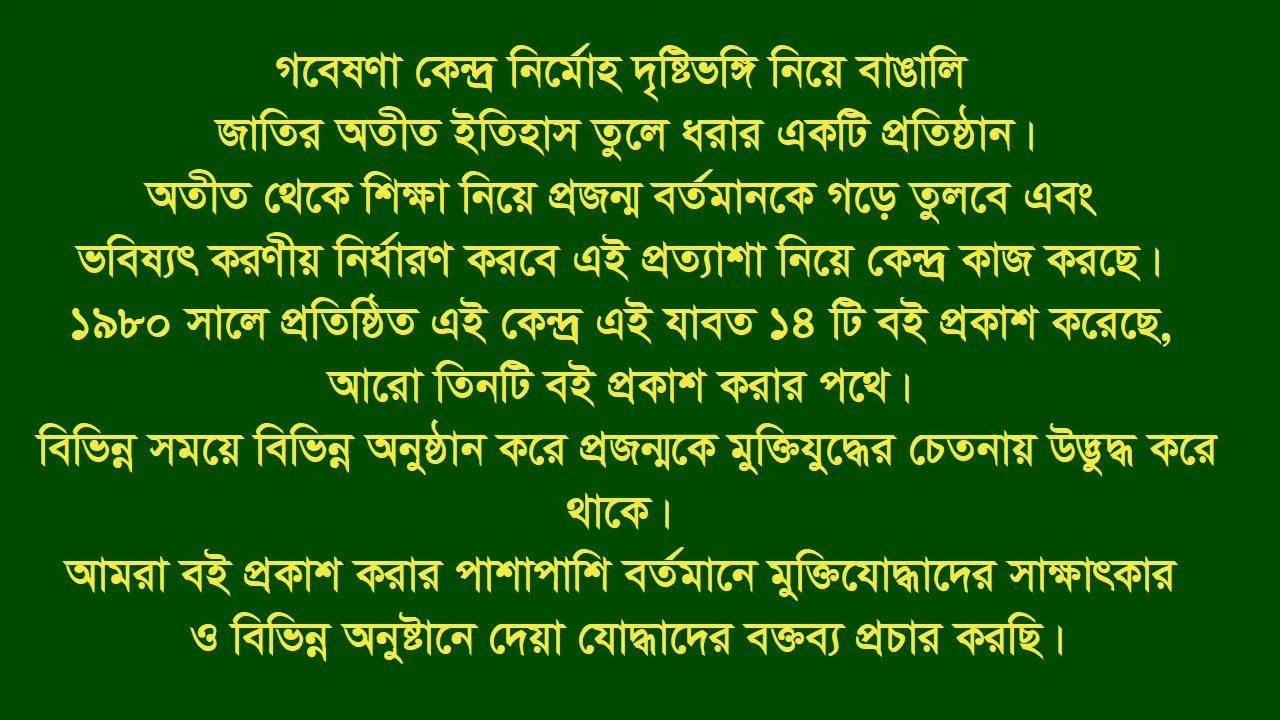 গবেষণা কেন্দ্র নির্মোহ দৃষ্টিভঙ্গি নিয়ে বাঙালি
জাতির অতীত ইতিহাস তুলে ধরার একটি প্রতিষ্ঠান।
অতীত থেকে শিক্ষা নিয়ে প্রজন্ম বর্তমানকে গড়ে তুলবে এবং
ভবিষ্যৎ করণীয় নির্ধারণ করবে এই প্রত্যাশা নিয়ে কেন্দ্র কাজ করছে।
১৯৮০ সালে প্রতিষ্ঠিত এই কেন্দ্র এই যাবত ১৪ টি বই প্রকাশ করেছে,
আরো তিনটি বই প্রকাশ করার পথে।
বিভিন্ন সময়ে বিভিন্ন অনুষ্ঠান করে প্রজন্মকে মুক্তিযুদ্ধের চেতনায় উদ্ভুদ্ধ করে
থাকে।
আমরা বই প্রকাশ করার পাশাপাশি বর্তমানে মুক্তিযোদ্ধাদের সাক্ষাৎকার
ও বিভিন্ন অনুষ্টানে দেয়া যোদ্ধাদের বক্তব্য প্রচার করছি।